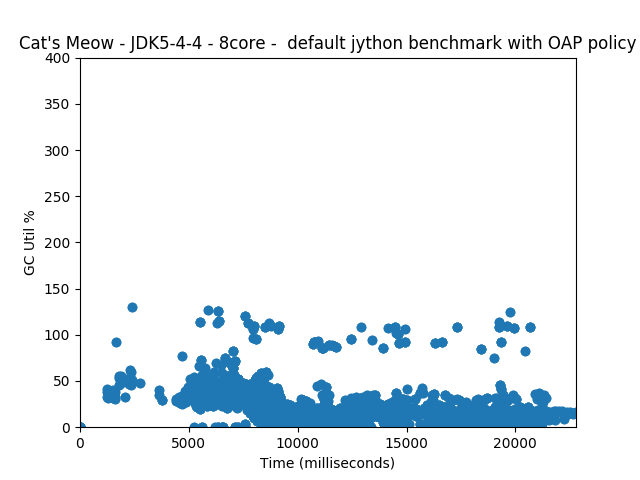 Cat's Meow - JDK5-4-4 - 8core -  default jython benchmark with OAP policy
400
350
300
250
200
150
100
50
0
GC Util %
0 5000 10000 15000 20000
Time (milliseconds)